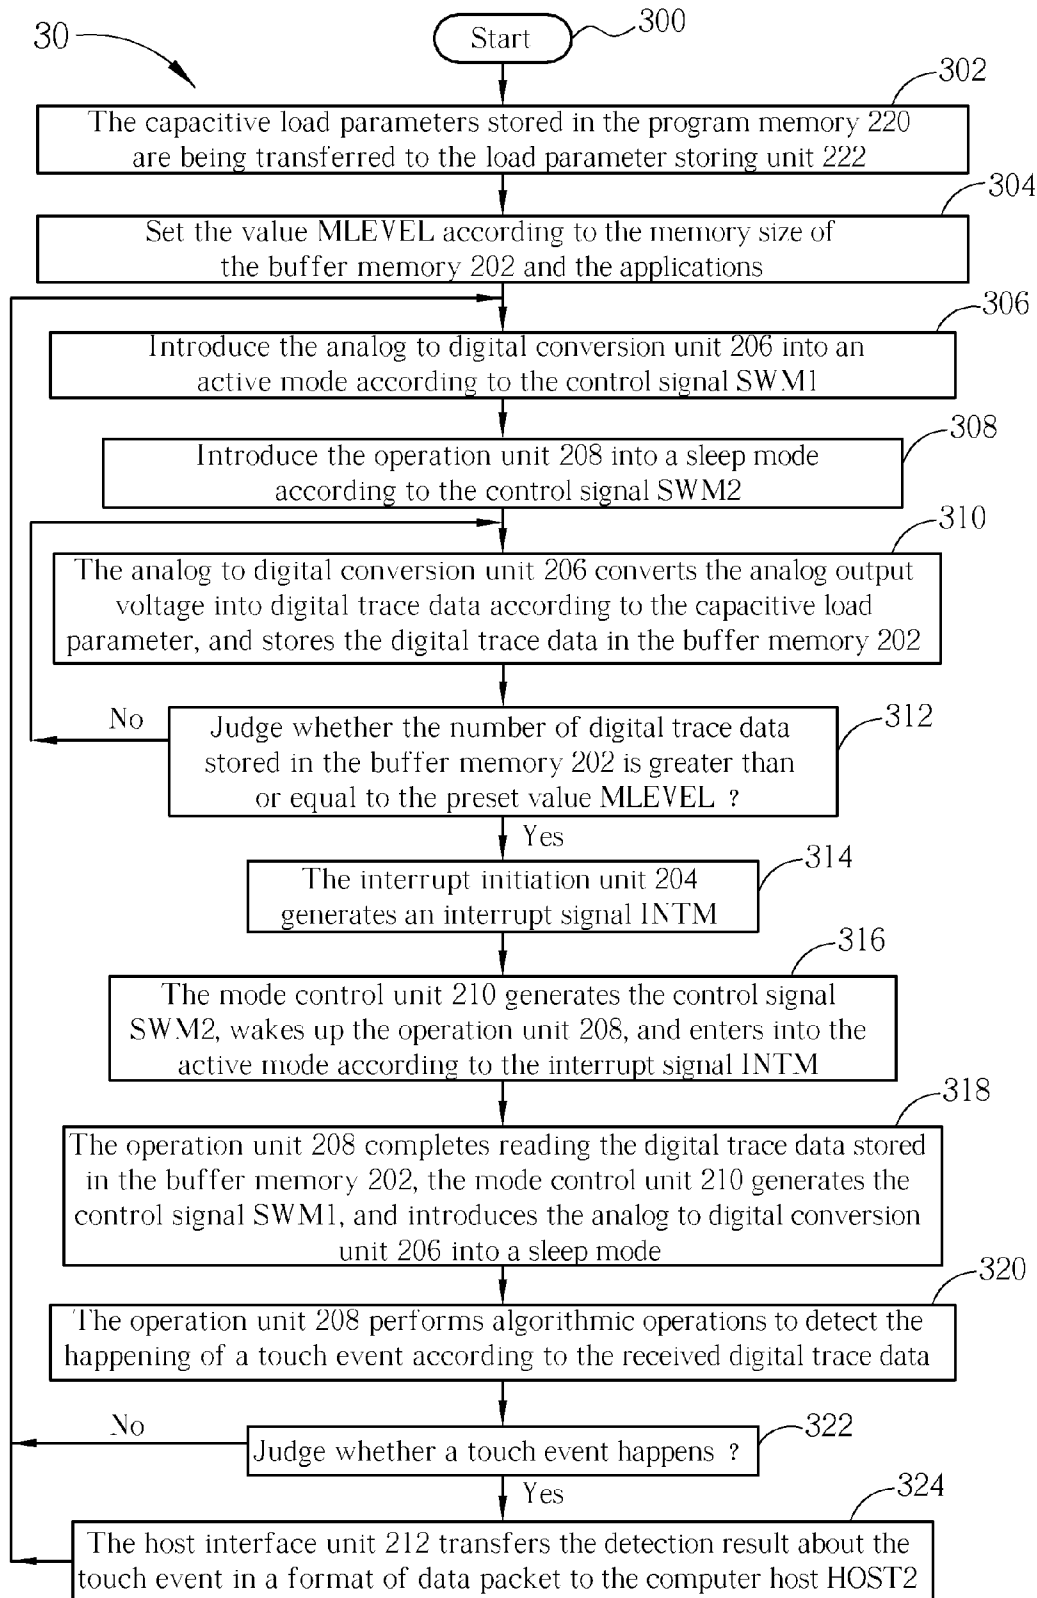 30
Start
300
302
The capacitive load parameters stored in the program memory 220
are being transferred to the load parameter storing unit 222
304
Set the value MLEVEL according to the memory size of
the buffer memory 202 and the applications
306
Introduce the analog to digital conversion unit 206 into an
active mode according to the control signal SWM1
308
Introduce the operation unit 208 into a sleep mode
according to the control signal SWM2
310
The analog to digital conversion unit 206 converts the analog output
voltage into digital trace data according to the capacitive load
parameter, and stores the digital trace data in the buffer memory 202
No
312
Judge whether the number of digital trace data
stored in the buffer memory 202 is greater than
or equal to the preset value MLEVEL ?
Yes
314
The interrupt initiation unit 204
generates an interrupt signal INTM
316
The mode control unit 210 generates the control signal
SWM2, wakes up the operation unit 208, and enters into the
active mode according to the interrupt signal INTM
318
The operation unit 208 completes reading the digital trace data stored
in the buffer memory 202, the mode control unit 210 generates the
control signal SWM1, and introduces the analog to digital conversion
unit 206 into a sleep mode
320
The operation unit 208 performs algorithmic operations to detect the
happening of a touch event according to the received digital trace data
No
322
Judge whether a touch event happens ?
Yes
324
The host interface unit 212 transfers the detection result about the
touch event in a format of data packet to the computer host HOST2